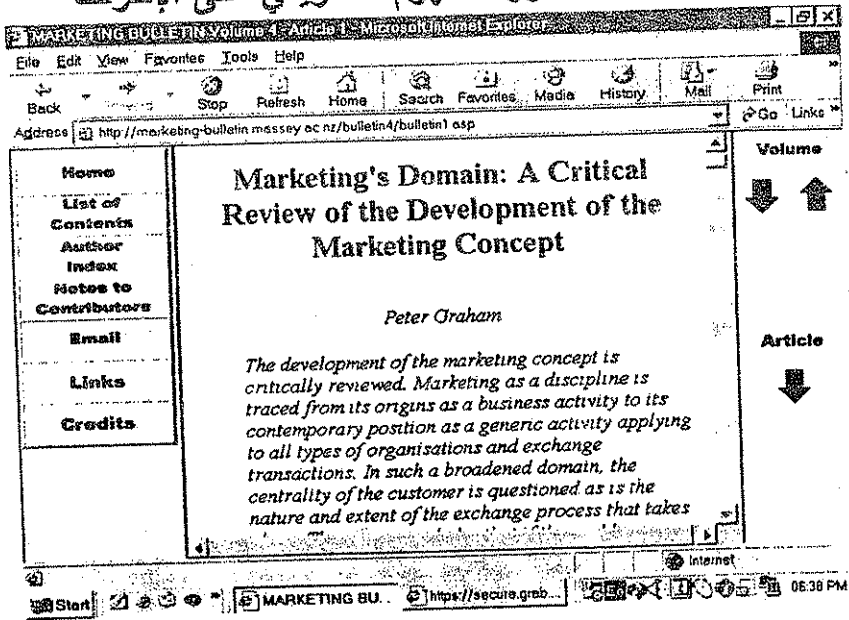 MARKETING BULLETIN Volume 4 - Article 1 - Microsoft Internet Explorer
File Edit View Favorites Tools Help
Back Stop Refresh Home Search Favorites Media History Mail Print
Address http://marketing-bulletin massey ac nz/bulletin4/bulletin1 asp Go Links
Home
List of
Contents
Author
Index
Notes to
Contributors
Email
Links
Credits
Marketing's Domain: A Critical
Review of the Development of the
Marketing Concept
Peter Graham
The development of the marketing concept is
critically reviewed. Marketing as a discipline is
traced from its origins as a business activity to its
contemporary position as a generic activity applying
to all types of organisations and exchange
transactions. In such a broadened domain, the
centrality of the customer is questioned as is the
nature and extent of the exchange process that takes
Volume
Article
Internet
Start MARKETING BU.. https://secure.greb... 06:38 PM